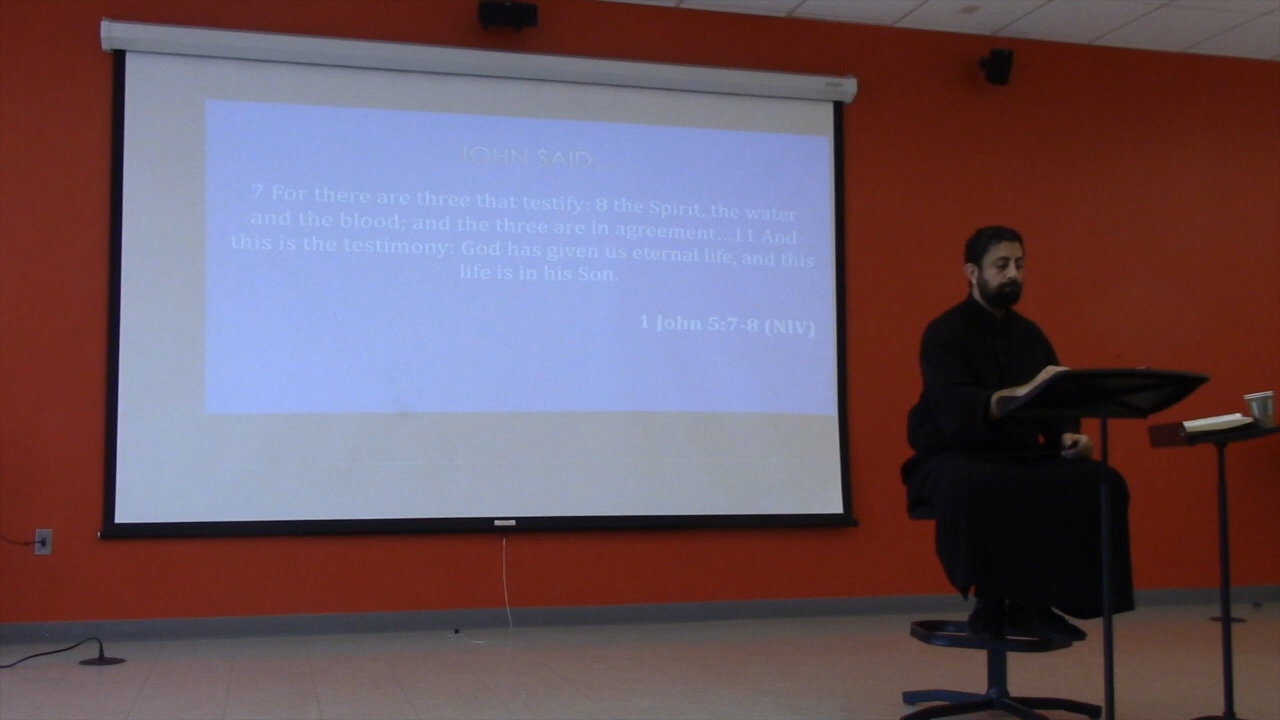 JOHN SAID...
7 For there are three that testify: 8 the Spirit, the water
and the blood; and the three are in agreement...11 And
this is the testimony: God has given us eternal life, and this
life is in his Son.
1 John 5:7-8 (NIV)